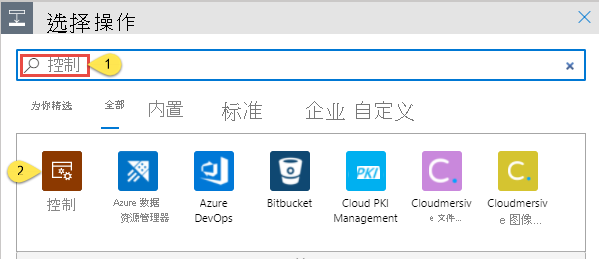 选择操作
控制
1
为你精选 全部 内置 标准 企业 自定义
2
控制
Azure 数据
资源管理器
Azure
DevOps
Bitbucket
PKI
Cloud PKI
Management
C.
Cloudmersiv
e 文件...
C.
Cloudmersiv
e 图像...